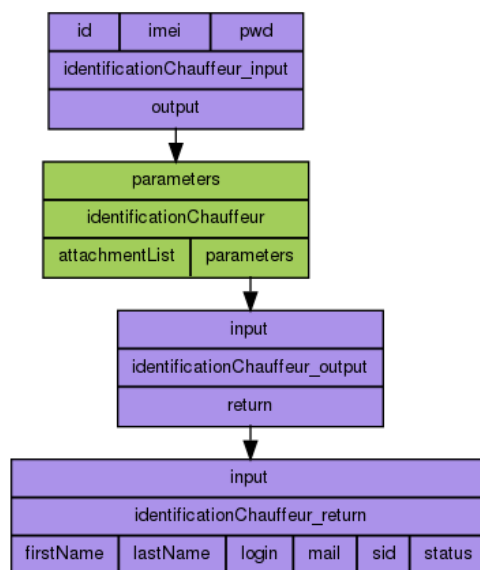 id imei pwd
identificationChauffeur_input
output
parameters
identificationChauffeur
attachmentList parameters
input
identificationChauffeur_output
return
input
identificationChauffeur_return
firstName lastName login mail sid status